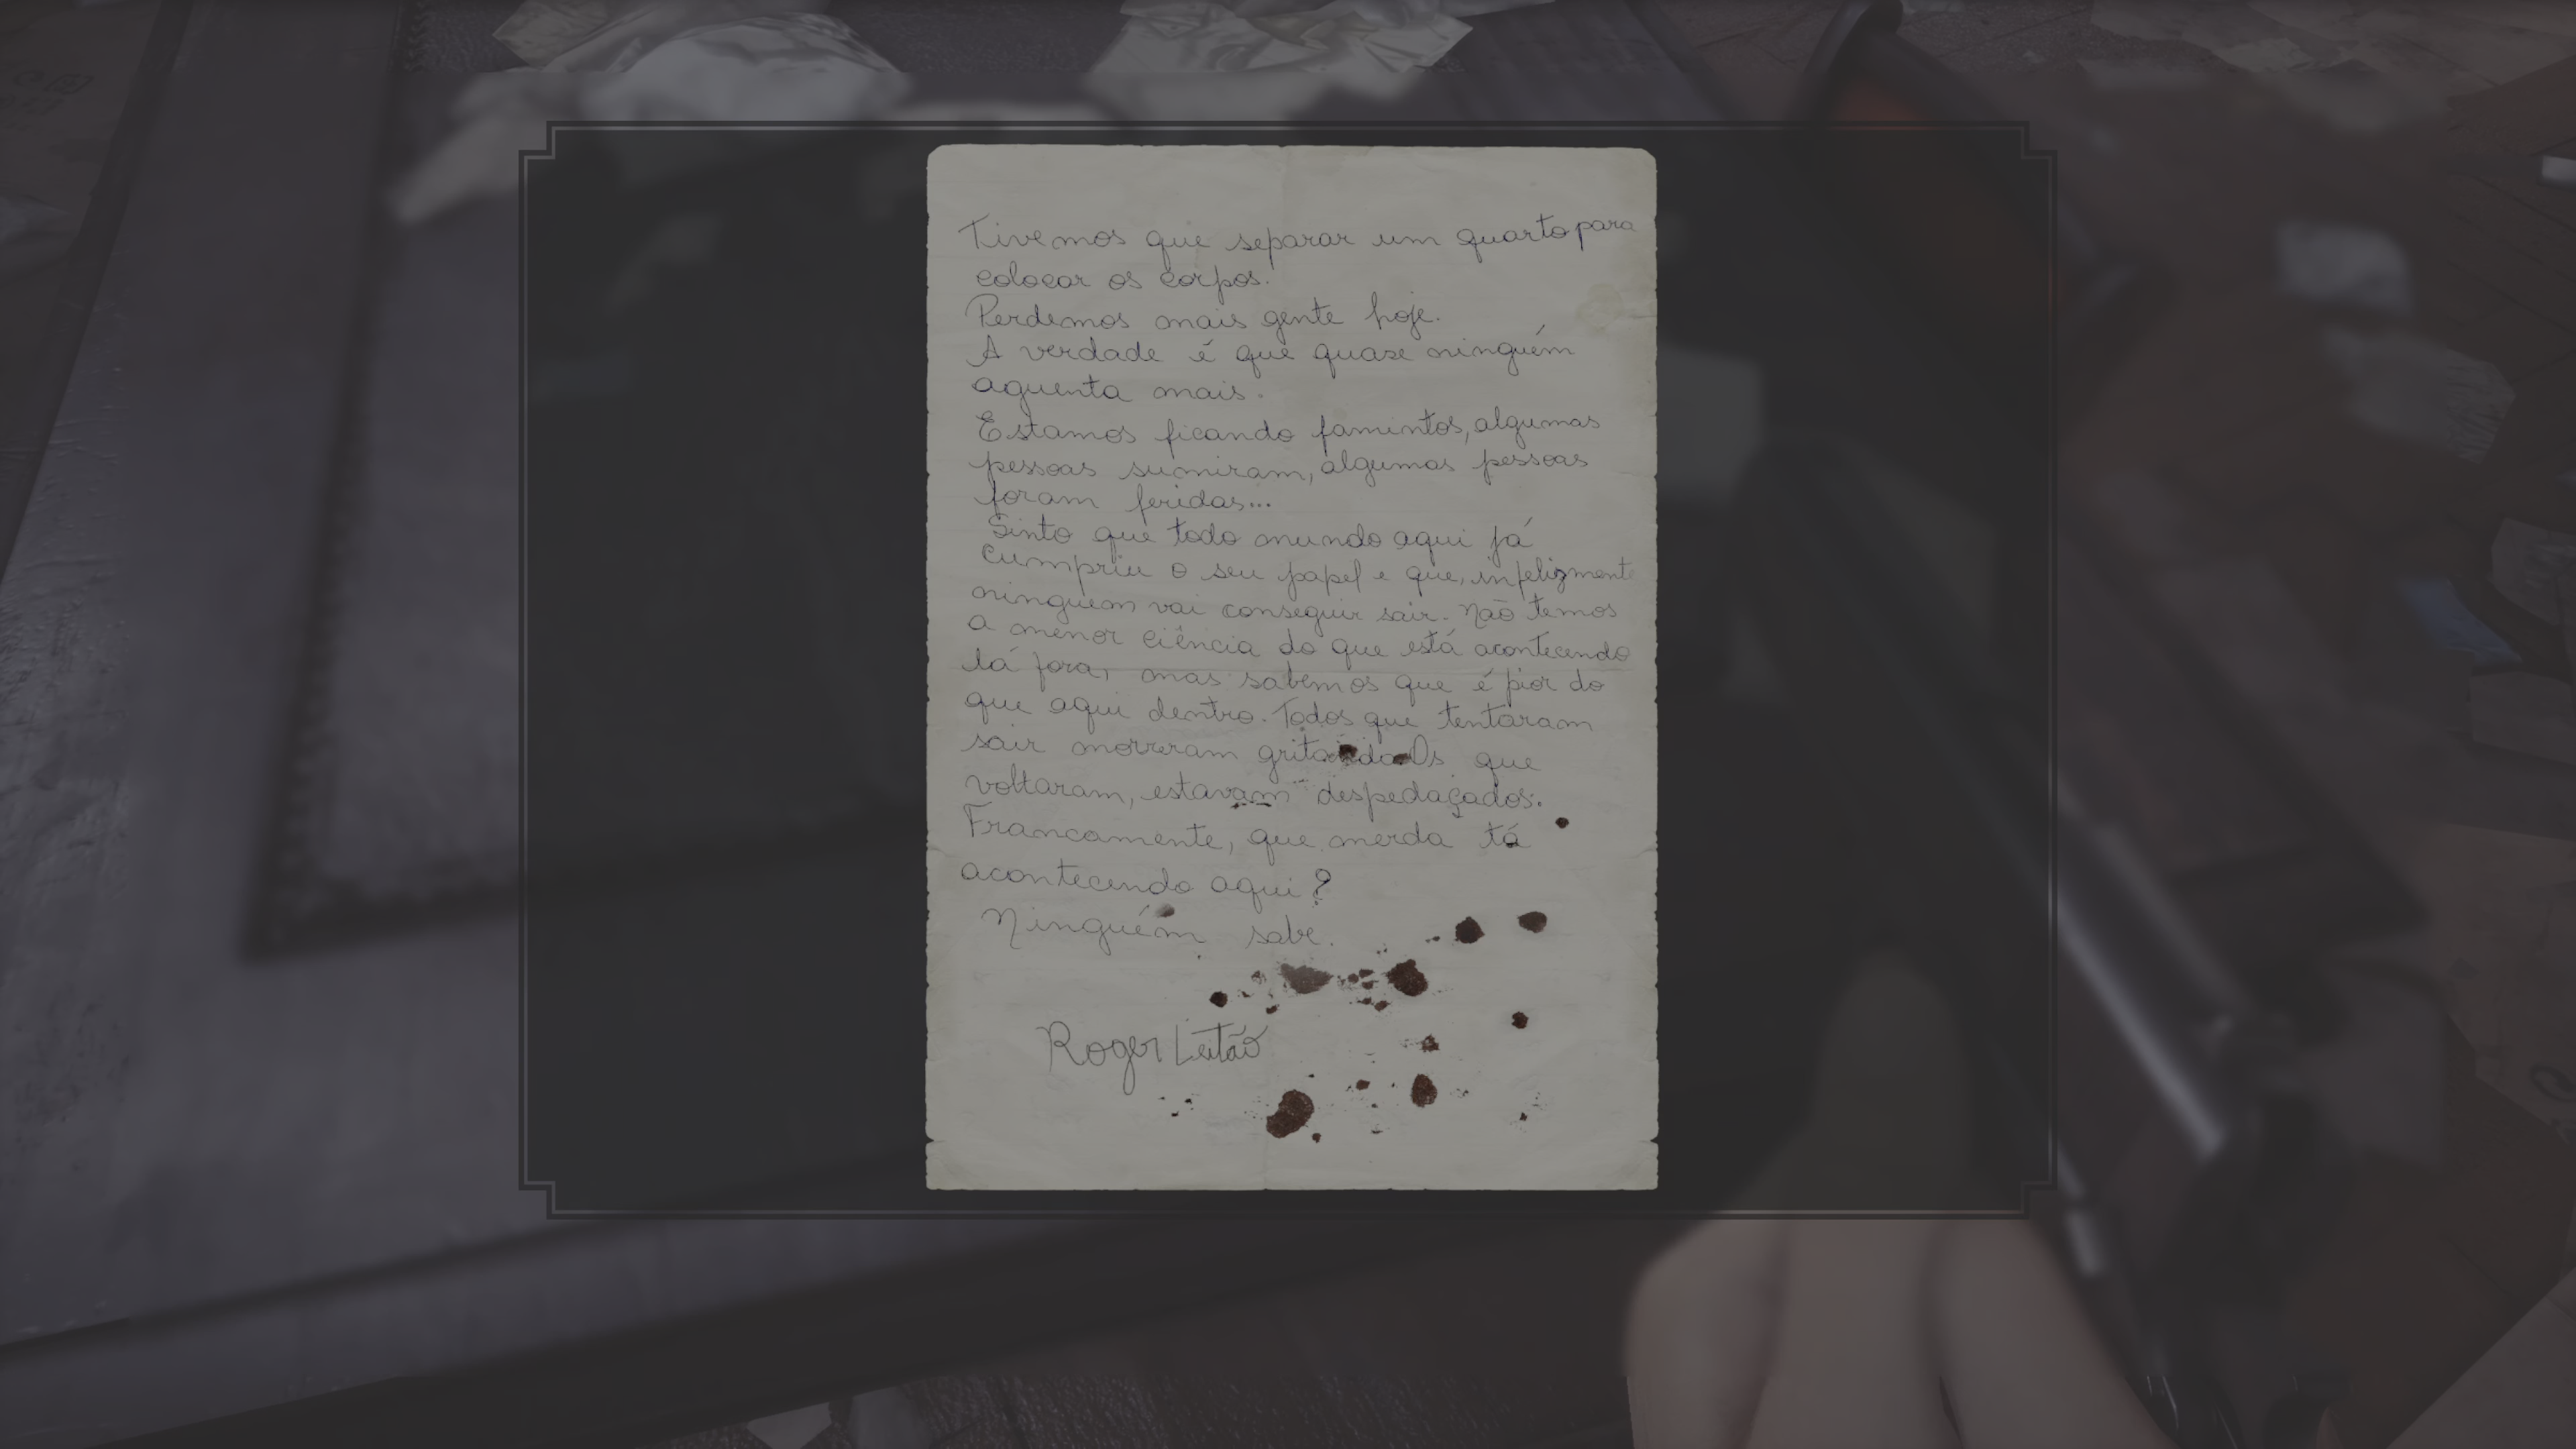 Tivemos que separar um quarto para
colocar os corpos.
Perdemos mais gente hoje.
A verdade é que quase ninguém
aguenta mais.
Estamos ficando famintos, algumas
pessoas sumiram, algumas pessoas
foram feridas...
Sinto que todo mundo aqui já
cumpriu o seu papel e que, infelizmente
ninguém vai conseguir sair. Não temos
a menor ciência do que está acontecendo
lá fora, mas sabemos que é pior do
que aqui dentro. Todos que tentaram
sair morreram gritando Os que
voltaram, estavam despedaçados.
Francamente, que merda tá
acontecendo aqui?
Ninguém sabe.
Roger Leitão